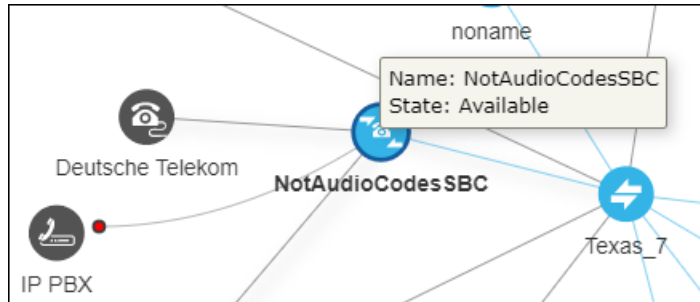 noname
Name: NotAudioCodesSBC
State: Available
Deutsche Telekom
NotAudioCodesSBC
Texas_7
IP PBX